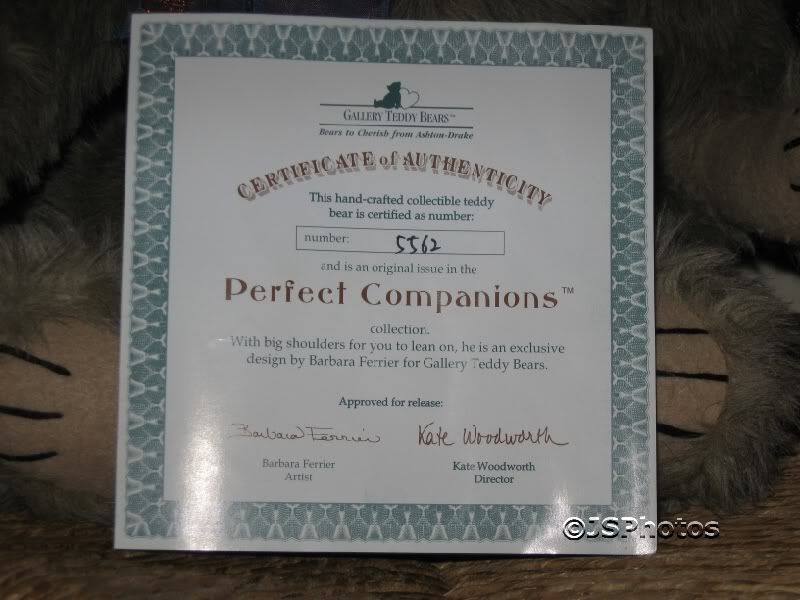 GALLERY TEDDY BEARS™
Bears to Cherish from Ashton-Drake
CERTIFICATE of AUTHENTICITY
This hand-crafted collectible teddy
bear is certified as number:
number: 5562
and is an original issue in the
Perfect Companions™
collection.
With big shoulders for you to lean on, he is an exclusive
design by Barbara Ferrier for Gallery Teddy Bears.
Approved for release:
Barbara Ferrier Kate Woodworth
Barbara Ferrier Kate Woodworth
Artist Director
©JSPhotos